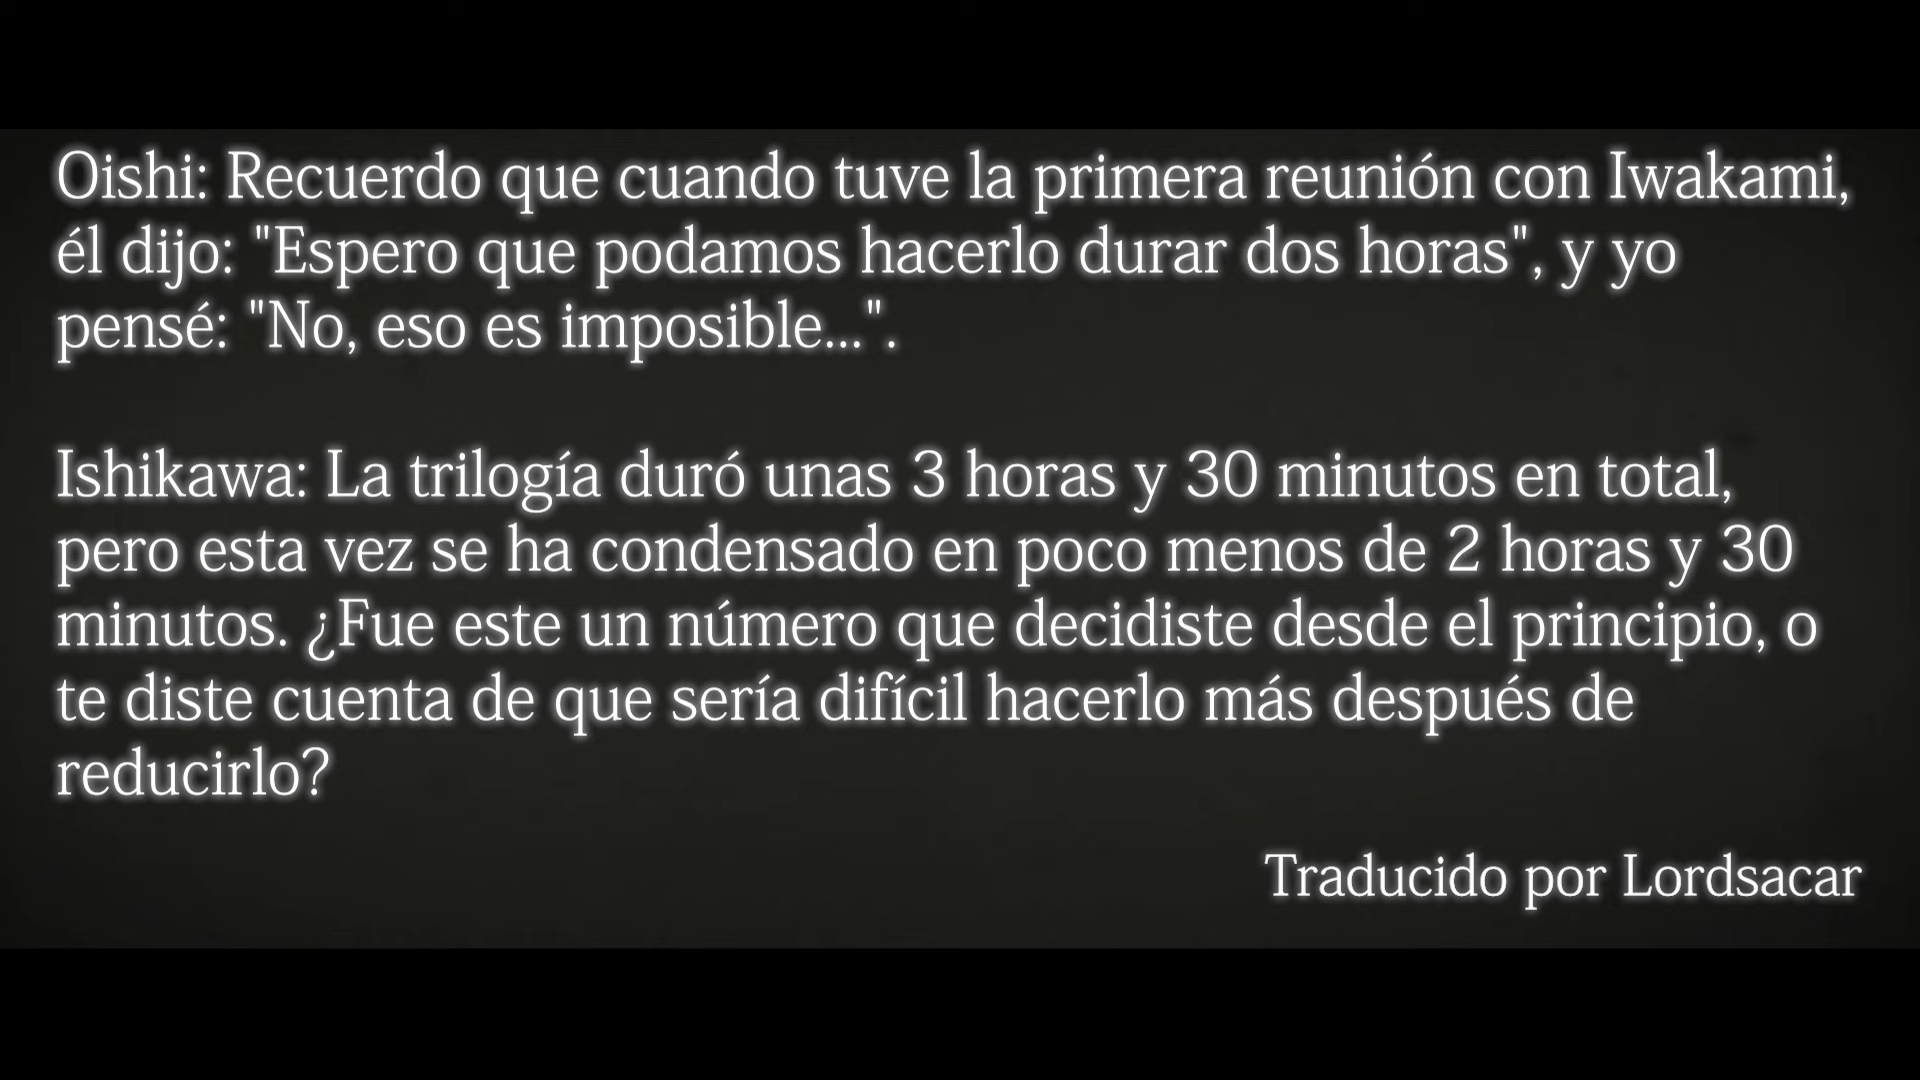 Oishi: Recuerdo que cuando tuve la primera reunión con Iwakami,
él dijo: "Espero que podamos hacerlo durar dos horas", y yo
pensé: "No, eso es imposible...".
Ishikawa: La trilogía duró unas 3 horas y 30 minutos en total,
pero esta vez se ha condensado en poco menos de 2 horas y 30
minutos. ¿Fue este un número que decidiste desde el principio, o
te diste cuenta de que sería difícil hacerlo más después de
reducirlo?
Traducido por Lordsacar